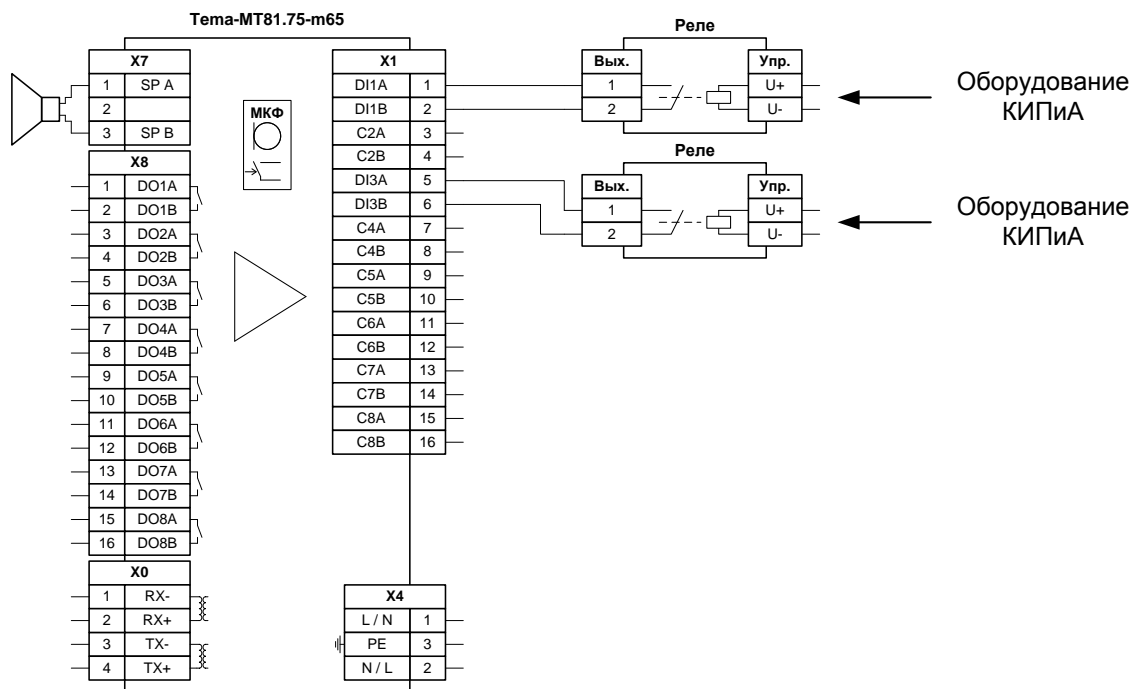 Tema-MT81.75-m65
X7
1 SP A
2
3 SP B
X8
1 DO1A
2 DO1B
3 DO2A
4 DO2B
5 DO3A
6 DO3B
7 DO4A
8 DO4B
9 DO5A
10 DO5B
11 DO6A
12 DO6B
13 DO7A
14 DO7B
15 DO8A
16 DO8B
X0
1 RX-
2 RX+
3 TX-
4 TX+
МКФ
X1
DI1A 1
DI1B 2
C2A 3
C2B 4
DI3A 5
DI3B 6
C4A 7
C4B 8
C5A 9
C5B 10
C6A 11
C6B 12
C7A 13
C7B 14
C8A 15
C8B 16
X4
L / N 1
PE 3
N / L 2
Реле
Вых. Упр.
1 U+
2 U-
Оборудование
КИПиА
Реле
Вых. Упр.
1 U+
2 U-
Оборудование
КИПиА